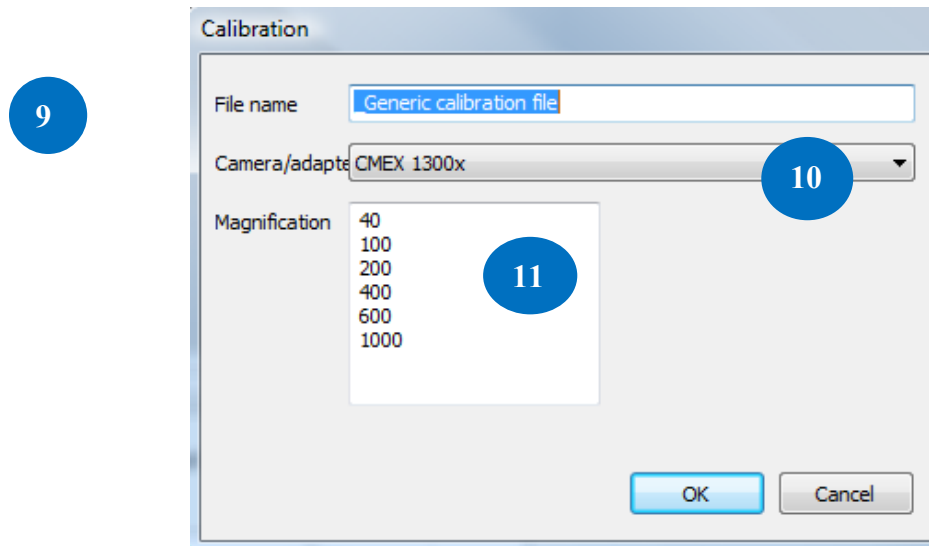 Calibration
9
File name _Generic calibration file
Camera/adapte CMEX 1300x
10
Magnification
40
100
200
400
600
1000
11
OK Cancel